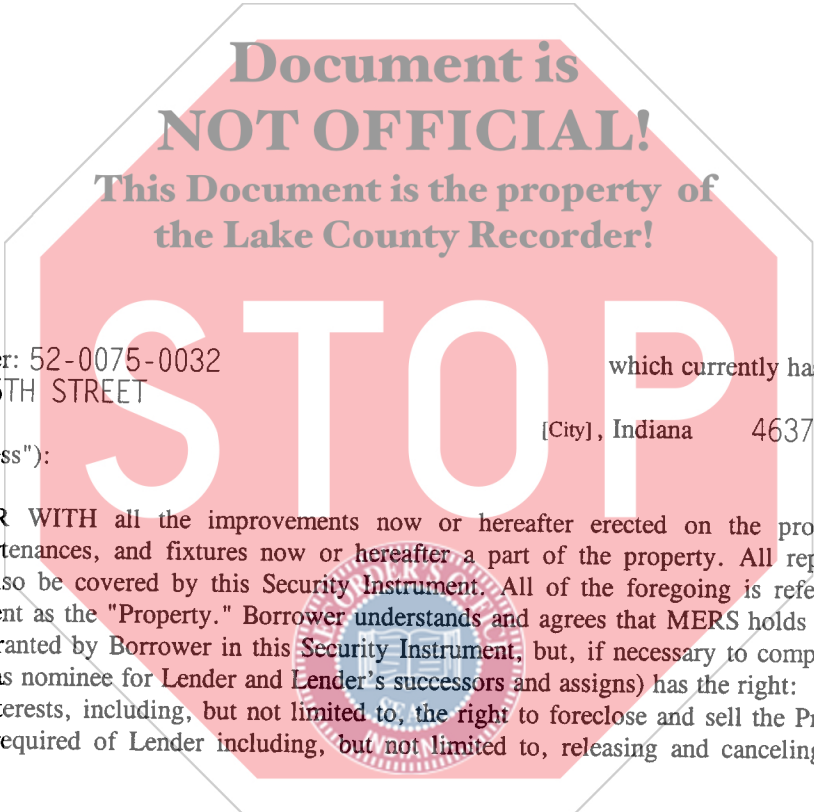 Document is
NOT OFFICIAL!
This Document is the property of
the Lake County Recorder!
STOP
er: 52-0075-0032 which currently ha
5TH STREET
[City], Indiana 4637
ss"):
R WITH all the improvements now or hereafter erected on the pro
tenances, and fixtures now or hereafter a part of the property. All rep
so be covered by this Security Instrument. All of the foregoing is refe
ent as the "Property." Borrower understands and agrees that MERS holds
ranted by Borrower in this Security Instrument, but, if necessary to comp
as nominee for Lender and Lender's successors and assigns) has the right:
terests, including, but not limited to, the right to foreclose and sell the Pr
equired of Lender including, but not limited to, releasing and canceling
SEAL
INDIANA